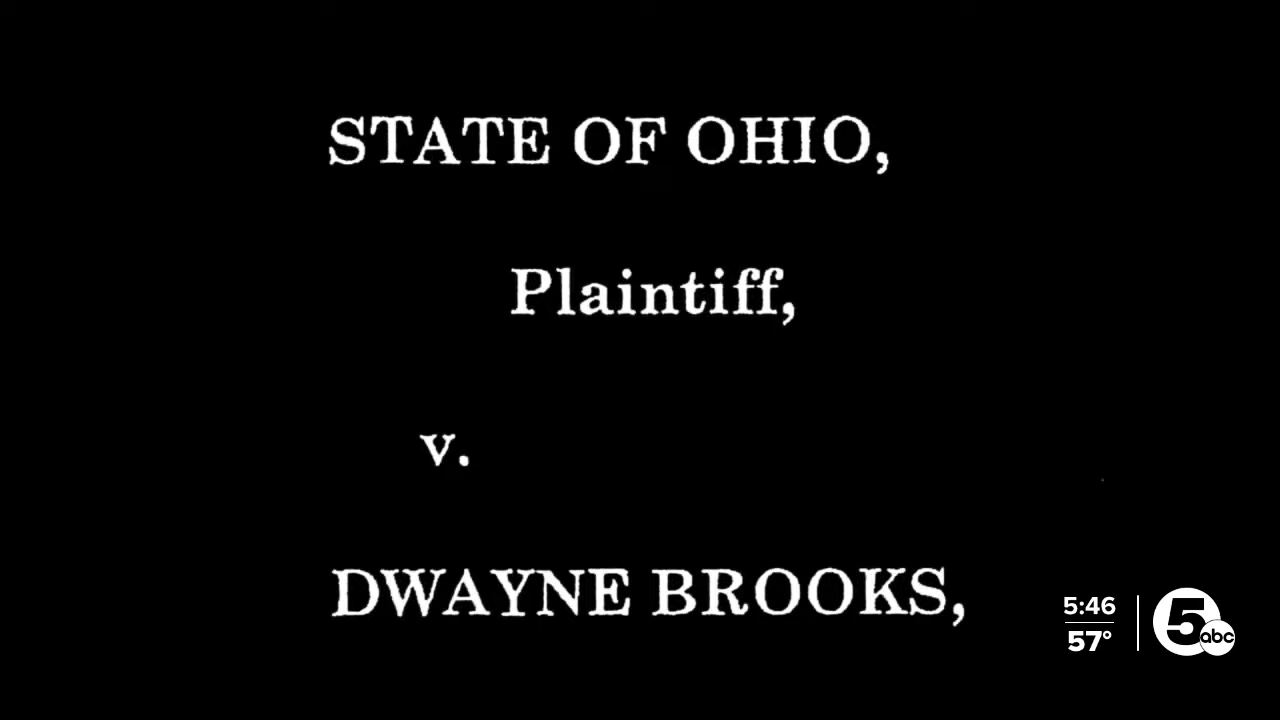 STATE OF OHIO,
Plaintiff,
v.
DWAYNE BROOKS,
5:46
57°
5
abc